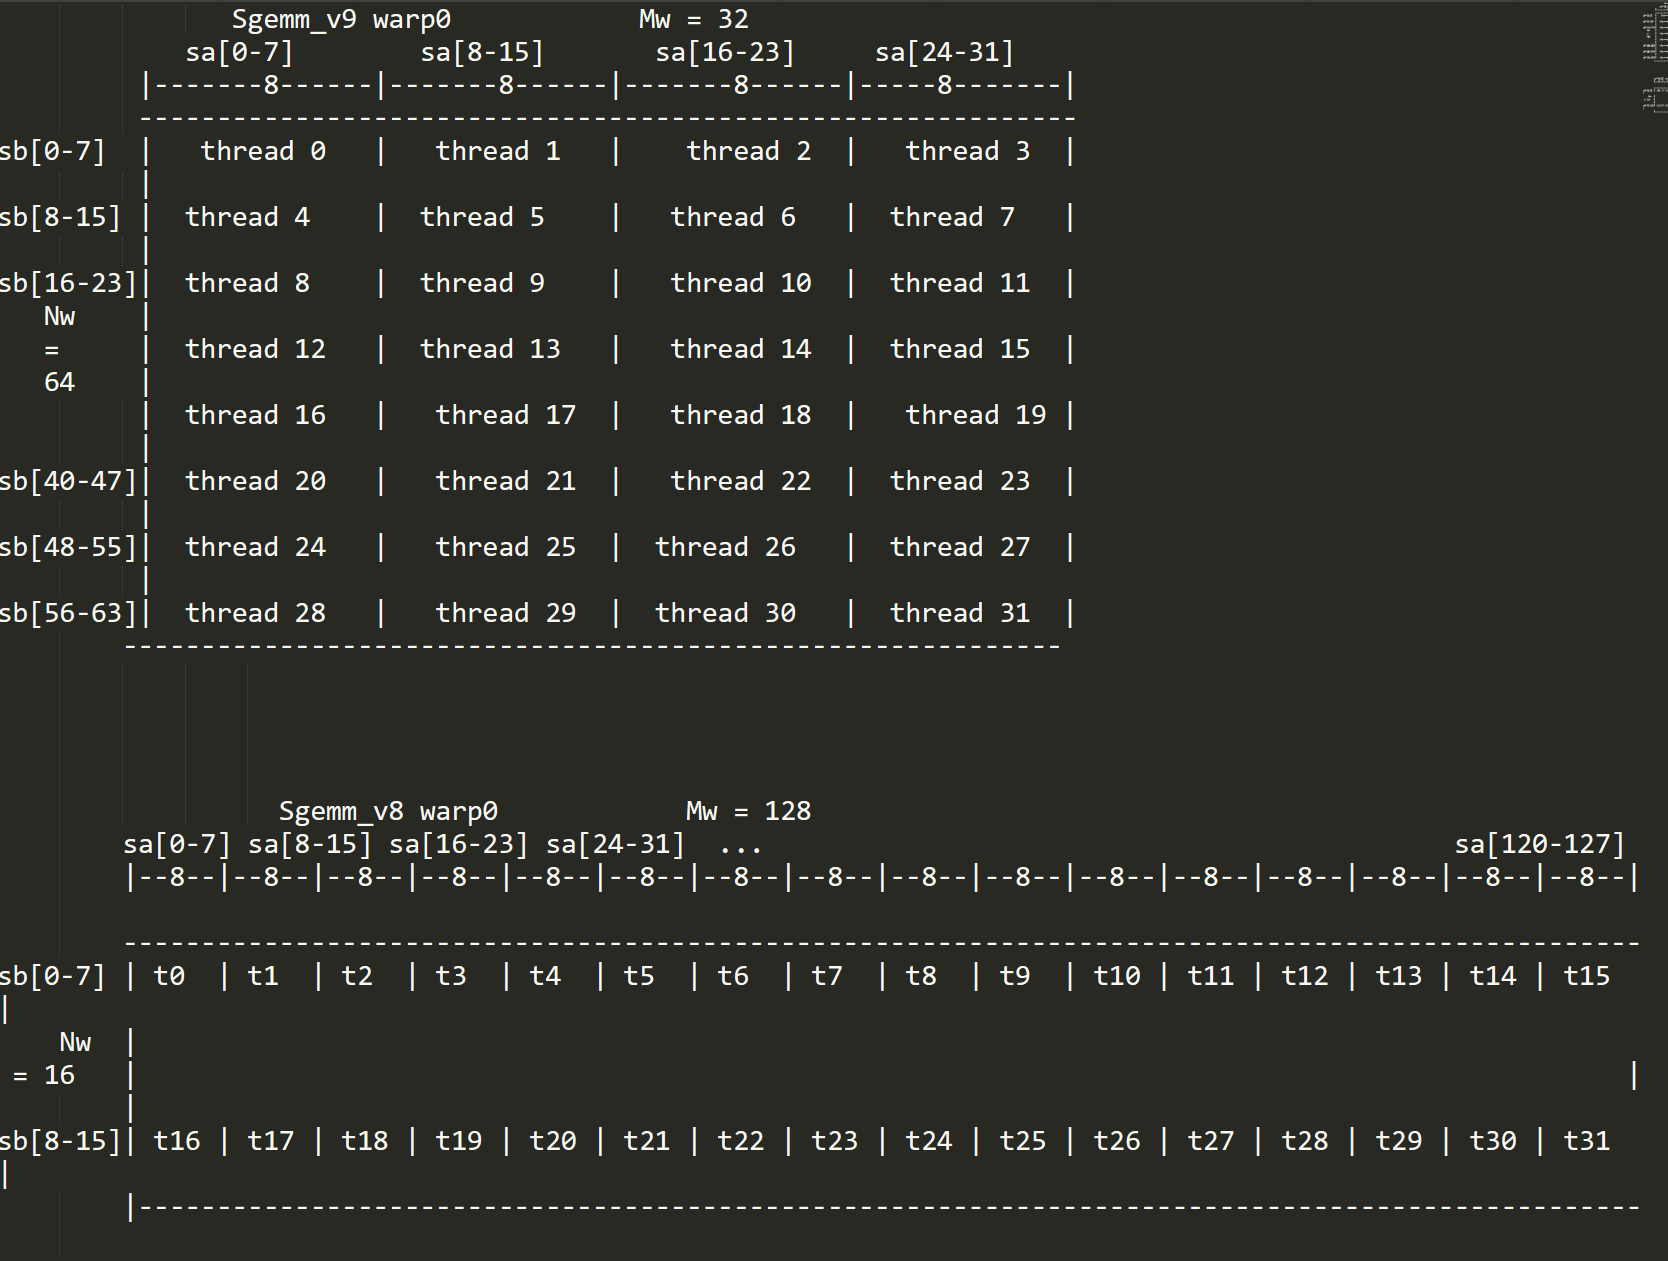 Sgemm_v9 warp0            Mw = 32
sa[0-7]        sa[8-15]       sa[16-23]     sa[24-31]
|-------8------|-------8------|-------8------|-----8-------|
------------------------------------------------------------
sb[0-7]  |   thread 0   |   thread 1   |    thread 2  |   thread 3  |
|
sb[8-15] |  thread 4    |  thread 5    |   thread 6   |  thread 7   |
|
sb[16-23]|  thread 8    |  thread 9    |   thread 10  |  thread 11  |
Nw    |
=     |  thread 12   |  thread 13   |   thread 14  |  thread 15  |
64    |
|  thread 16   |   thread 17  |   thread 18  |   thread 19 |
|
sb[40-47]|  thread 20   |   thread 21  |   thread 22  |  thread 23  |
|
sb[48-55]|  thread 24   |   thread 25  |  thread 26   |  thread 27  |
|
sb[56-63]|  thread 28   |   thread 29  |  thread 30   |  thread 31  |
------------------------------------------------------------
Sgemm_v8 warp0            Mw = 128
sa[0-7] sa[8-15] sa[16-23] sa[24-31]  ...                                            sa[120-127]
|--8--|--8--|--8--|--8--|--8--|--8--|--8--|--8--|--8--|--8--|--8--|--8--|--8--|--8--|--8--|--8--|
-------------------------------------------------------------------------------------------------
sb[0-7] | t0  | t1  | t2  | t3  | t4  | t5  | t6  | t7  | t8  | t9  | t10 | t11 | t12 | t13 | t14 | t15
|
Nw  |
= 16   |                                                                                               |
|
sb[8-15]| t16 | t17 | t18 | t19 | t20 | t21 | t22 | t23 | t24 | t25 | t26 | t27 | t28 | t29 | t30 | t31
|
|------------------------------------------------------------------------------------------------